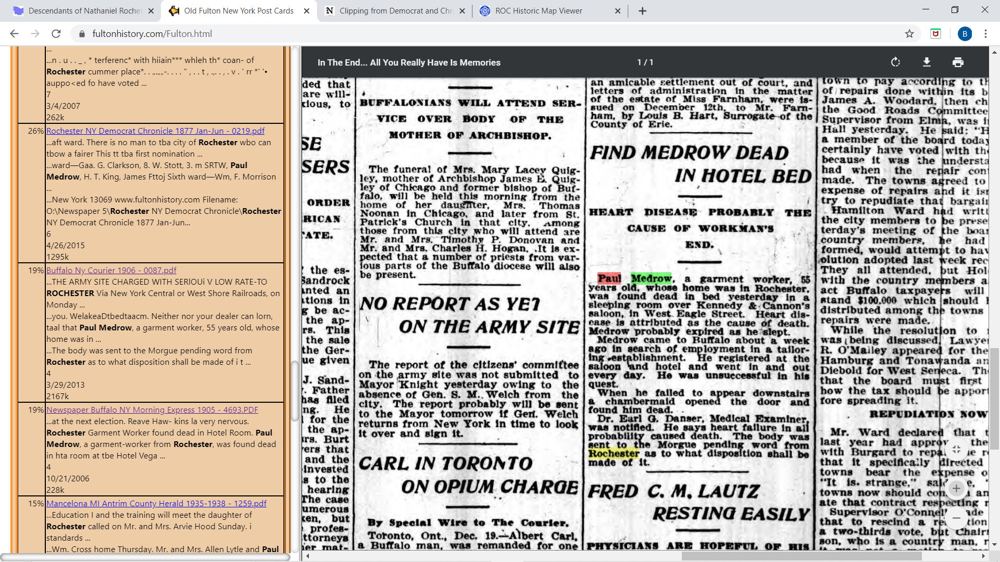 Descendants of Nathaniel Roches
Old Fulton New York Post Cards
Clipping from Democrat and Chr
ROC Historic Map Viewer
fultonhistory.com/Fulton.html
B
...
...n . u . . _ , * terferenc* with hiiain*** whleh th* coan- of
Rochester cummer place*. . „.„„-. . . . " , . . t , .,. . , . v . ' rr *' '•
auppo<ed fo have voted ...
7
3/4/2007
262k
26% Rochester NY Democrat Chronicle 1877 Jan-Jun - 0219.pdf
...aft ward. There is no man to tba city of Rochester wbo can
tbow a fairer This tt tba first nomination ...
...ward—Gaa. G. Clarkson, 8. W. Stott, 3. m SRTW, Paul
Medrow, H. T. King, James Fttoj Sixth ward—Wm, F. Morrison
...
...New York 13069 www.fultonhistory.com Filename:
O:\Newspaper 5\Rochester NY Democrat Chronicle\Rochester
NY Democrat Chronicle 1877 Jan-Jun...
6
4/26/2015
1295k
19% Buffalo Ny Courier 1906 - 0087.pdf
...THE ARMY SITE CHARGED WITH SERIOUi V LOW RATE-TO
ROCHESTER Via New York Central or West Shore Railroads, on
Monday ...
...you. WelakeaDtbedtaacm. Neither nor your dealer can lorn,
taal that Paul Medrow, a garment worker, 55 years old, whose
home was in ...
...The body was sent to the Morgue pending word from
Rochester as to what disposition shall be made of i t ...
4
3/29/2013
2167k
19% Newspaper Buffalo NY Morning Express 1905 - 4693.PDF
...at the next election. Reave Haw- kins la very nervous.
Rochester Garment Worker found dead in Hotel Room. Paul
Medrow, a garment-worker from Rochester, was found dead
in hta room at tbe Hotel Vega ...
4
10/21/2006
228k
15% Mancelona MI Antrim County Herald 1935-1938 - 1259.pdf
...Education I and the training will meet the daughter of
Rochester called on Mr. and Mrs. Arvie Hood Sunday. i
standards ...
...Wm. Cross home Thursday. Mr. and Mrs. Allen Lytle and Paul
In The End... All You Really Have Is Memories
1 / 1
ded that
are will-
xious, to
SE
SERS
ORDER
RICAN
ATE.
the es-
Sandrock
anted an
ations in
g be ac-
the ap-
rs. This
the sale
the Ger-
ue given
J. Sand-
Father
has filed
ng. He
for the
the ap-
rs. Burt
ers that
and the
invested
s to the
hearing
The case
umerous
ken, but
profes-
ttorneys
er mat-
BUFFALONIANS WILL ATTEND SER-
VICE OVER BODY OF THE
MOTHER OF ARCHBISHOP.
The funeral of Mrs. Mary Lacey Quig-
ley, mother of Archbishop James E. Quig-
ley of Chicago and former bishop of Buf-
falo, will be held this morning from the
home of her daughter, Mrs. Thomas
Noonan in Chicago, and later from St.
Patrick's Church in that city. Among
those from this city who will attend are
Mr. and Mrs. Timothy P. Donovan and
Mr. and Mrs. Charles H. Hogan. It is ex-
pected that a number of priests from var-
ious parts of the Buffalo diocese will also
be present.
NO REPORT AS YET
ON THE ARMY SITE
The report of the citizens' committee
on the army site was not submitted to
Mayor Knight yesterday owing to the
absence of Gen. S. M. Welch from the
city. The report probably will be sent
to the Mayor tomorrow if Gen. Welch
returns from New York in time to look
it over and sign it.
CARL IN TORONTO
ON OPIUM CHARGE
By Special Wire to The Courier.
Toronto, Ont., Dec. 19.—Albert Carl,
a Buffalo man, was remanded for one
an amicable settlement out of court, and
letters of administration in the matter
of the estate of Miss Farnham, were is-
sued on December 12th, to Mr. Farn-
ham, by Louis B. Hart, Surrogate of the
County of Erie.
FIND MEDROW DEAD
IN HOTEL BED
HEART DISEASE PROBABLY THE
CAUSE OF WORKMAN'S
END.
Paul Medrow, a garment worker, 55
years old, whose home was in Rochester,
was found dead in bed yesterday in a
sleeping room over Kennedy & Cannon's
saloon, in West Eagle Street. Heart dis-
ease is attributed as the cause of death.
Medrow probably expired as he slept.
Medrow came to Buffalo about a week
ago in search of employment in a tailor-
ing establishment. He registered at the
saloon and hotel and went in and out
every day. He was unsuccessful in his
quest.
When he failed to appear downstairs
a chambermaid opened the door and
found him dead.
Dr. Earl G. Danser, Medical Examiner,
was notified. He says heart failure in all
probability caused death. The body was
sent to the Morgue pending word from
Rochester as to what disposition shall be
made of it.
FRED C. M. LAUTZ
RESTING EASILY
PHYSICIANS ARE HOPEFUL OF HIS
town to pay according to th
of repairs done within its b
James A. Woodard, then ch
the Good Roads Committee
Supervisor from Elma, was i
Hall yesterday. He said: "H
a member of the board today
certainly have voted with the
because it was the understa
had when the repair con
made. The towns agreed to
expense of repairs and it isn
try to repudiate that bargain
Hamilton Ward had writt
the city members to be prese
terday's meeting of the boar
country members, he had
formed, would attempt to hav
olution adopted last week rec
They all attended, but Hol
with the country members a
act Buffalo taxpayers will
stand $100,000 which should
distributed among the towns
repairs were made.
While the resolution to
was being discussed, Lawye
R. O'Malley appeared for the
Hamburg and Tonawanda an
Diebold for West Seneca. Th
that the board must first
how the tax should be appor
fore spreading it.
REPUDIATION NOW
Mr. Ward declared that t
last year had approv the
with Burgard to repa e r
that it specifically directed
towns bear the expense o
"It is strange," sai e,
towns now should con an
ate that contract respecting r
Supervisor O'Connell ade
that to rescind a re tion
a two-thirds vote, but Chair
son, who is a country man, r